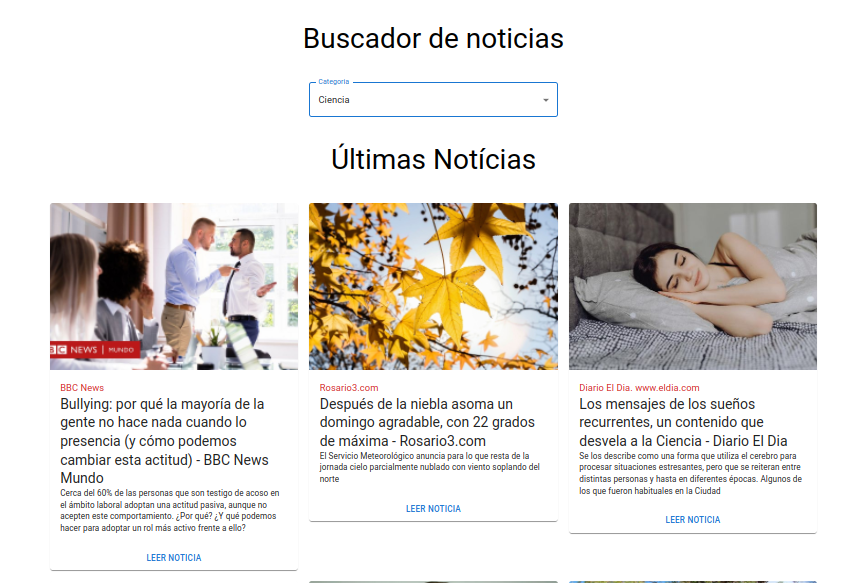 Buscador de noticias
Categoría
Ciencia
Últimas Notícias
BBC NEWS | MUNDO
BBC News
Bullying: por qué la mayoría de la
gente no hace nada cuando lo
presencia (y cómo podemos
cambiar esta actitud) - BBC News
Mundo
Cerca del 60% de las personas que son testigo de acoso en
el ámbito laboral adoptan una actitud pasiva, aunque no
acepten este comportamiento. ¿Por qué? ¿Y qué podemos
hacer para adoptar un rol más activo frente a ello?
LEER NOTICIA
Rosario3.com
Después de la niebla asoma un
domingo agradable, con 22 grados
de máxima - Rosario3.com
El Servicio Meteorológico anuncia para lo que resta de la
jornada cielo parcialmente nublado con viento soplando del
norte
LEER NOTICIA
Diario El Dia. www.eldia.com
Los mensajes de los sueños
recurrentes, un contenido que
desvela a la Ciencia - Diario El Dia
Se los describe como una forma que utiliza el cerebro para
procesar situaciones estresantes, pero que se reiteran entre
distintas personas y hasta en diferentes épocas. Algunos de
los que fueron habituales en la Ciudad
LEER NOTICIA